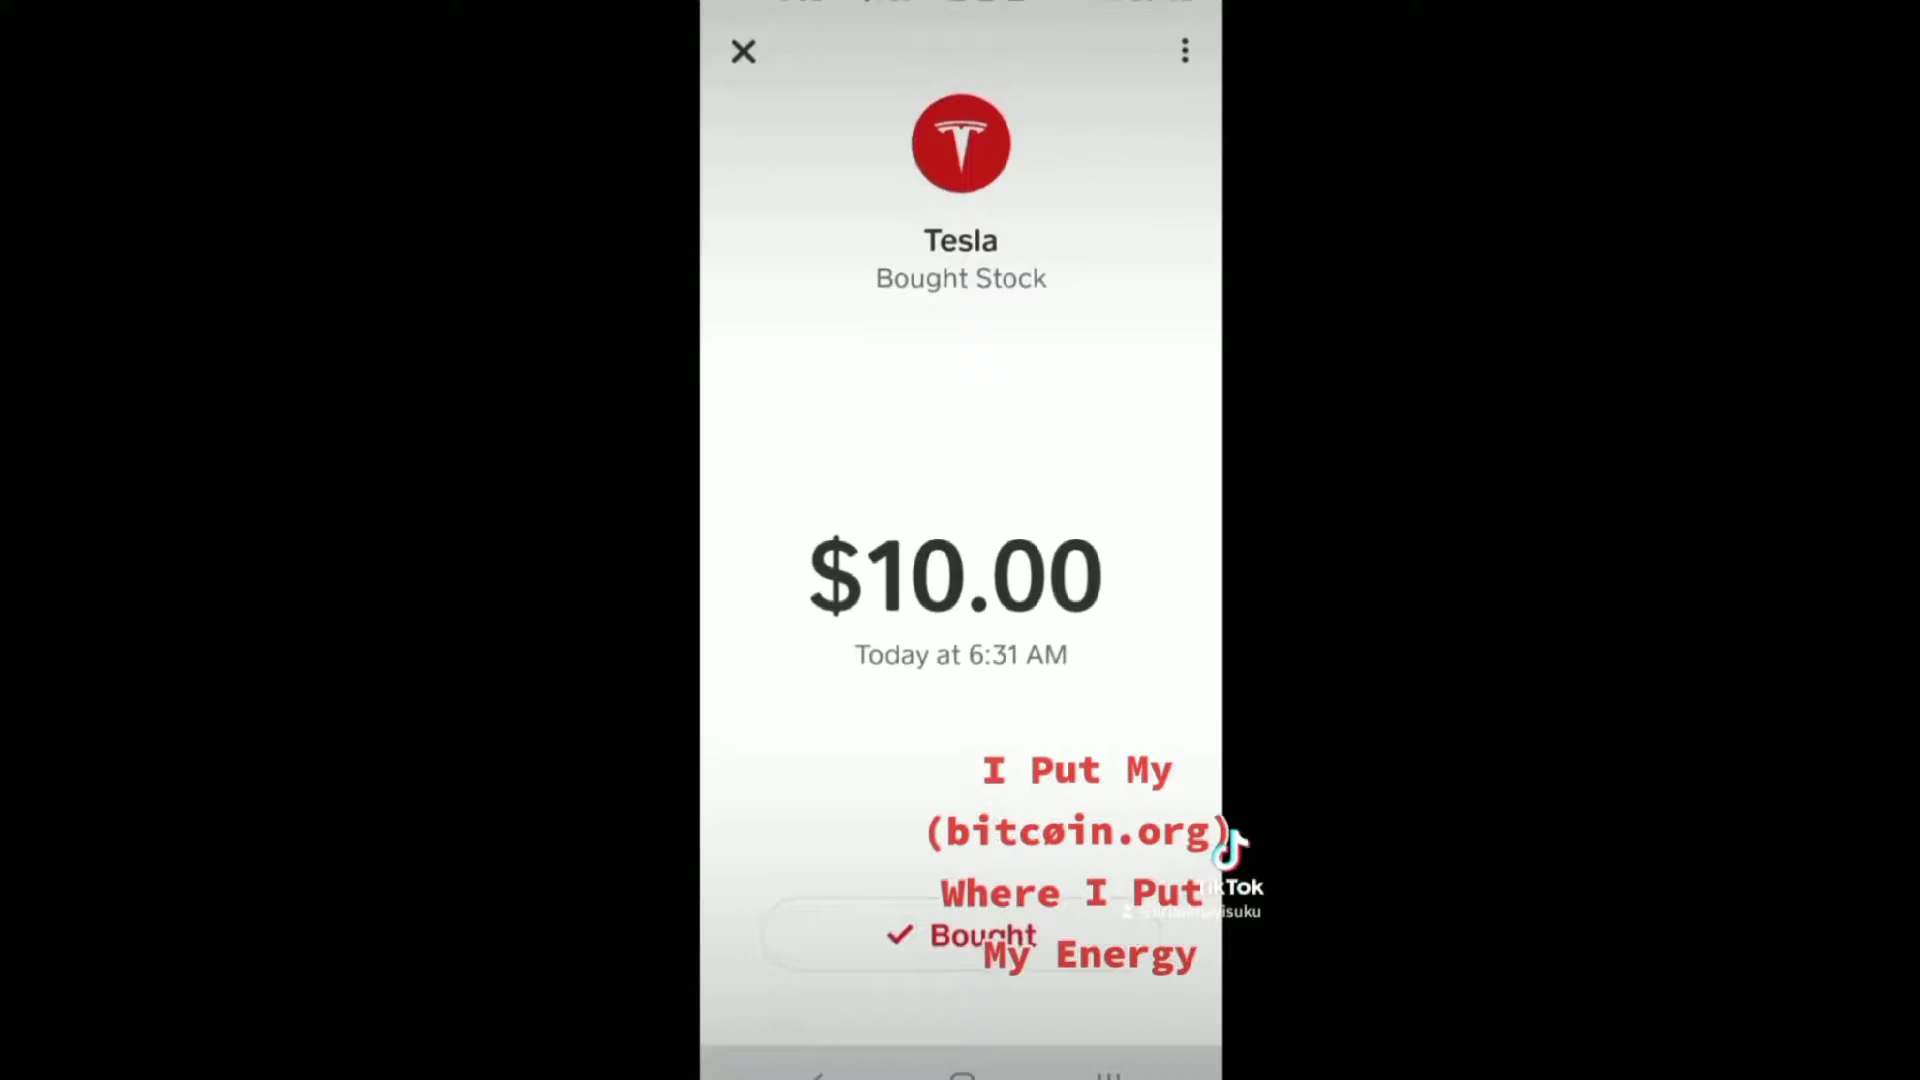 Tesla
Bought Stock
$10.00
Today at 6:31 AM
I Put My
(bitcøin.org)
Where I Put
My Energy
Bought
TikTok